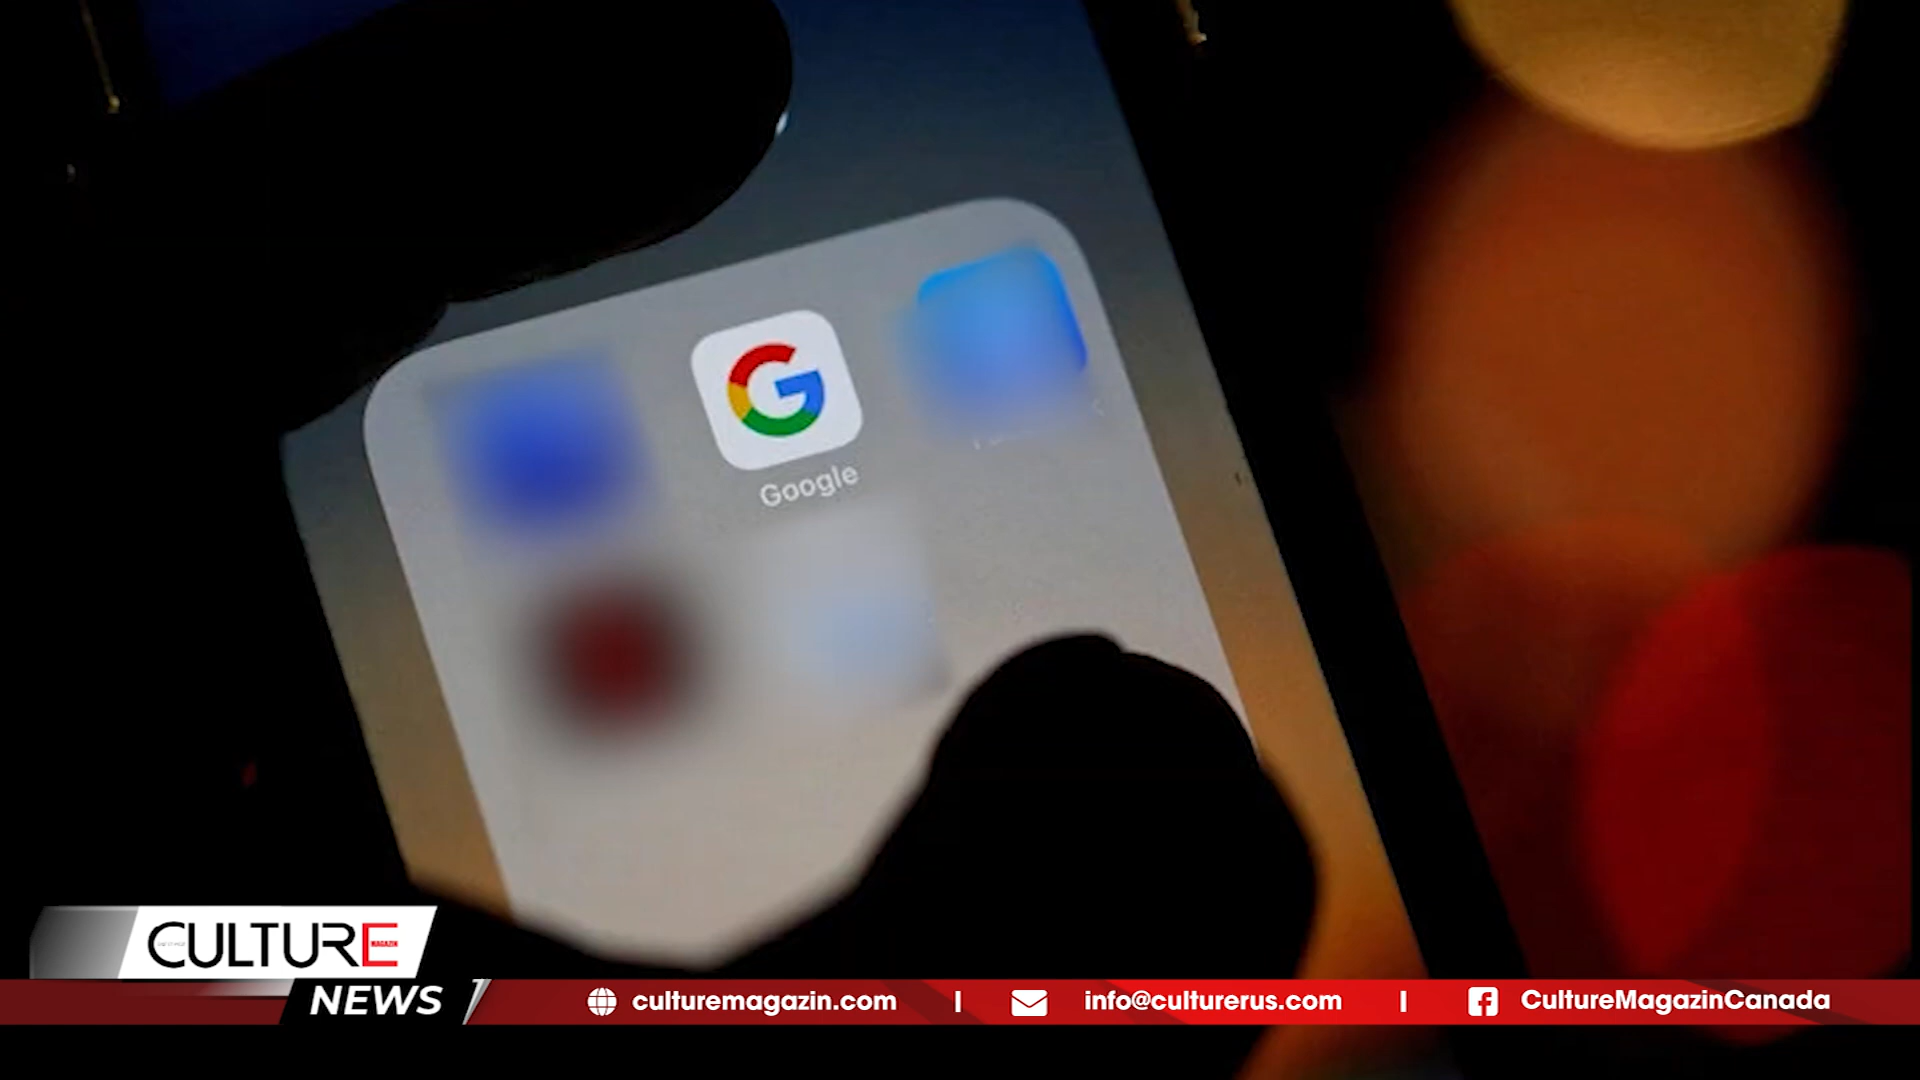 Google
CULTURE
MAGAZIN
NEWS
culturemagazin.com | info@culturerus.com | CultureMagazinCanada